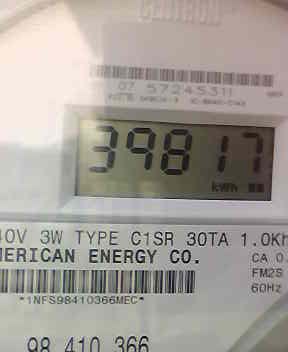 CENTRON
07 57245311
39817
kWh
40V 3W TYPE C1SR 30TA 1.0Kh
MERICAN ENERGY CO.
CA 0.
FM2S
60Hz
*1NFS98410366MEC*
98 410 366